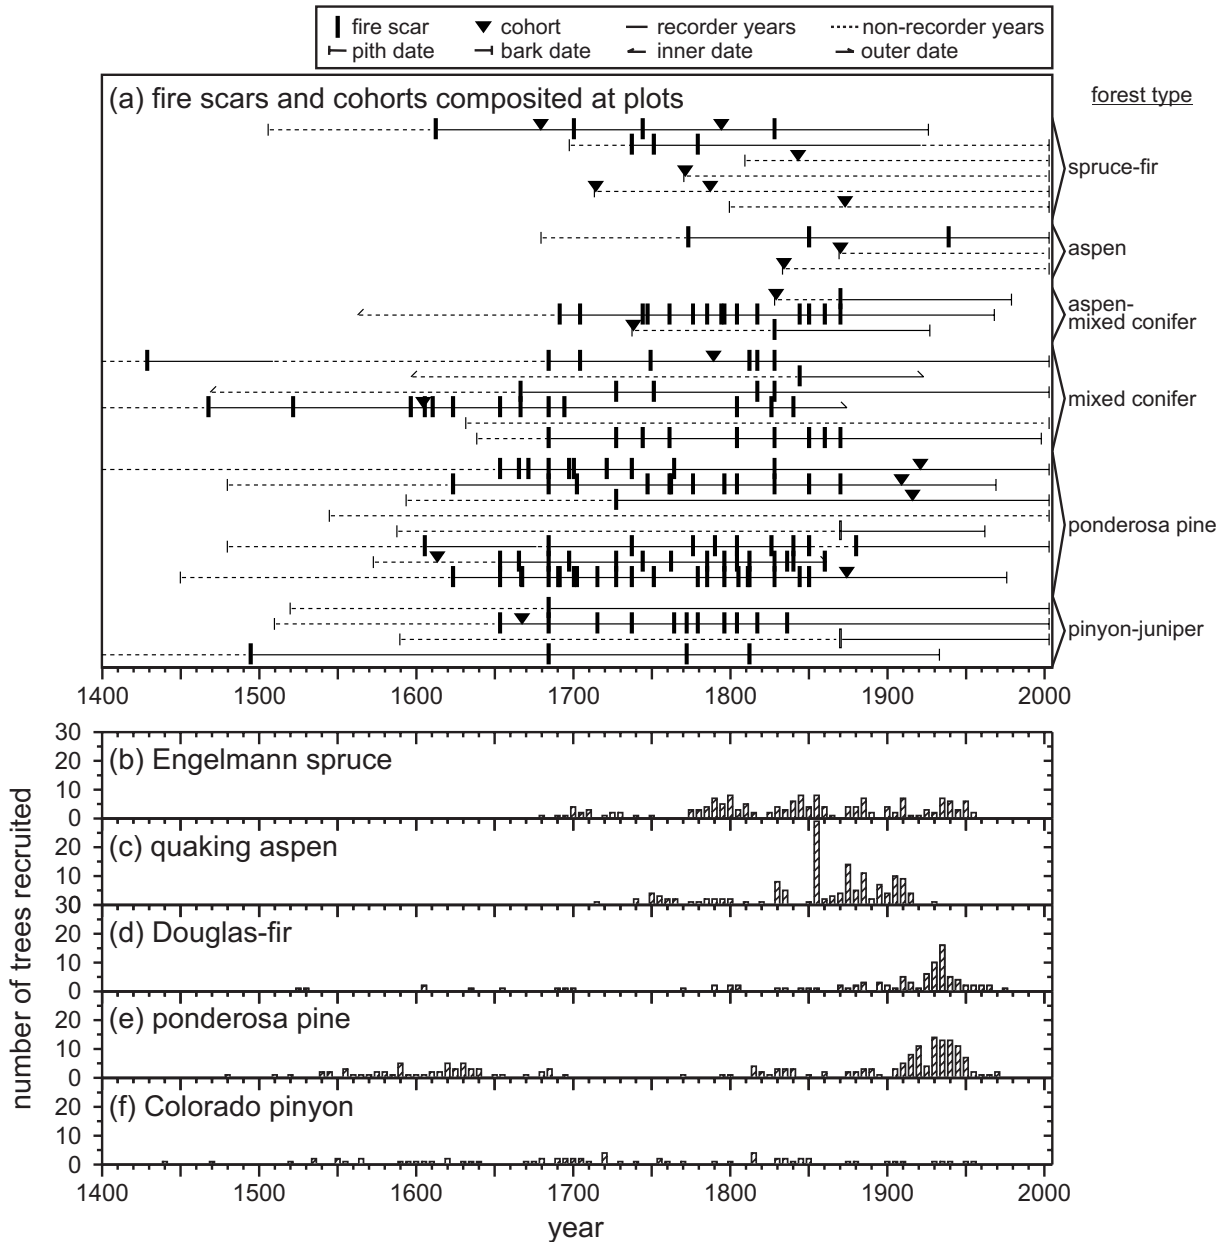 fire scar cohort recorder years non-recorder years
pith date bark date inner date outer date
(a) fire scars and cohorts composited at plots
forest type
spruce-fir
aspen
aspen-
mixed conifer
mixed conifer
ponderosa pine
pinyon-juniper
1400 1500 1600 1700 1800 1900 2000
number of trees recruited
30
20
10
0
(b) Engelmann spruce
20
10
0
(c) quaking aspen
30
20
10
0
(d) Douglas-fir
20
10
0
(e) ponderosa pine
20
10
0
(f) Colorado pinyon
1400 1500 1600 1700 1800 1900 2000
year